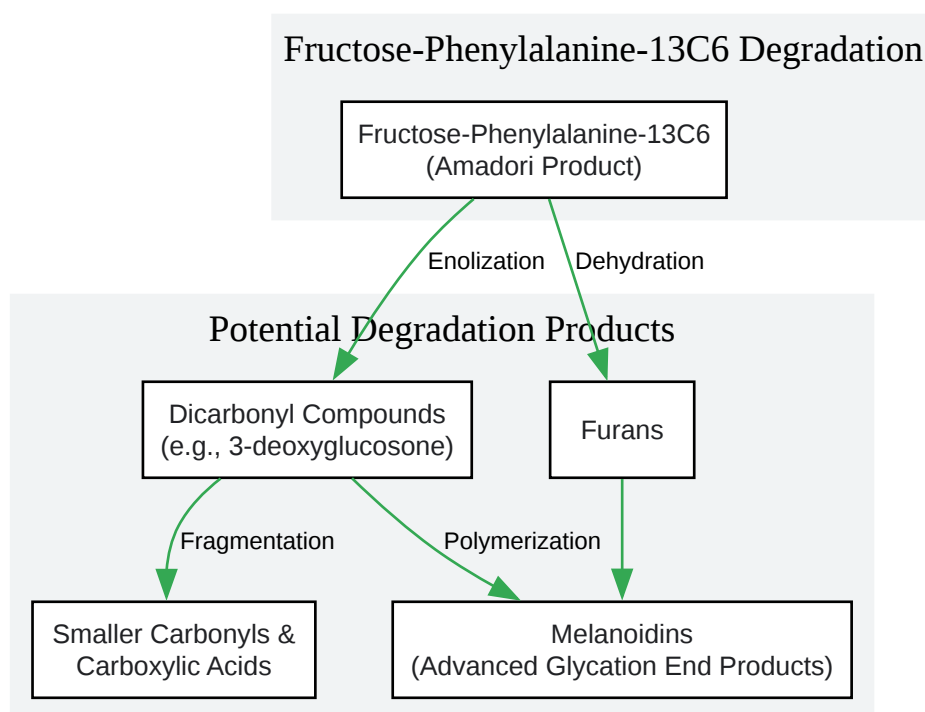 Fructose-Phenylalanine-13C6 Degradation
Fructose-Phenylalanine-13C6
(Amadori Product)
Enolization
Dehydration
Potential Degradation Products
Dicarbonyl Compounds
(e.g., 3-deoxyglucosone)
Furans
Fragmentation
Polymerization
Smaller Carbonyls &
Carboxylic Acids
Melanoidins
(Advanced Glycation End Products)